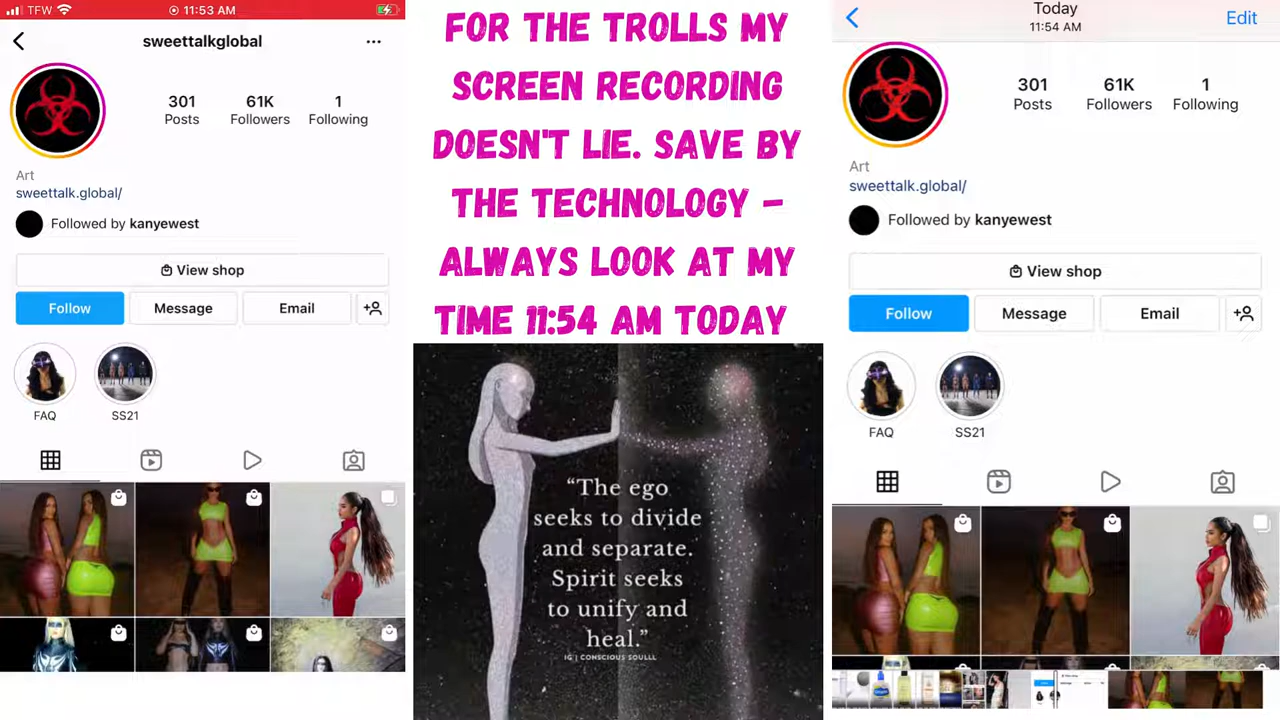 TFW
11:53 AM
sweettalkglobal
301
61K
1
Posts
Followers
Following
Art
sweettalk.global/
Followed by kanyewest
View shop
Follow
Message
Email
FAQ
SS21
FOR THE TROLLS MY
SCREEN RECORDING
DOESN'T LIE. SAVE BY
THE TECHNOLOGY –
ALWAYS LOOK AT MY
TIME 11:54 AM TODAY
“The ego
seeks to divide
and separate.
Spirit seeks
to unify and
heal.”
IG | CONSCIOUS SOULLL
Today
11:54 AM
Edit
301
61K
1
Posts
Followers
Following
Art
sweettalk.global/
Followed by kanyewest
View shop
Follow
Message
Email
FAQ
SS21